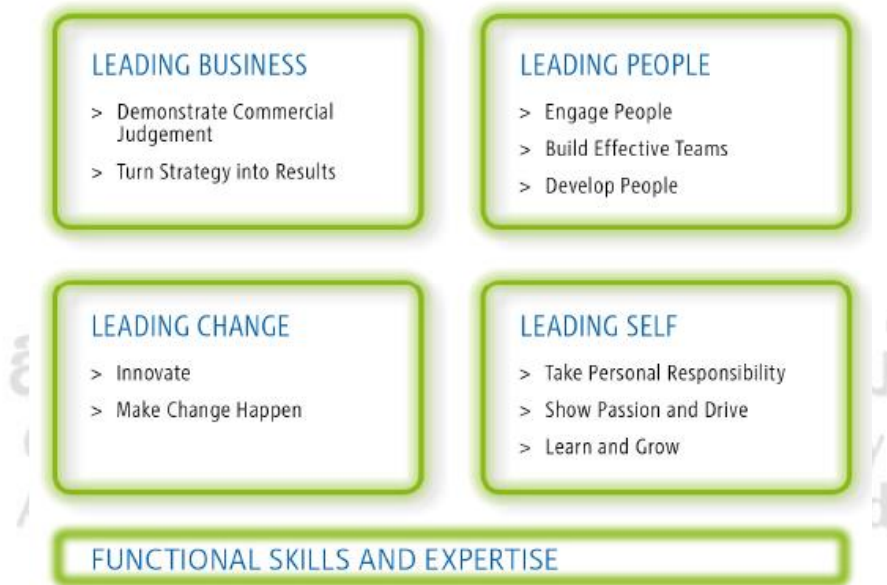 LEADING BUSINESS
> Demonstrate Commercial
Judgement
> Turn Strategy into Results
LEADING PEOPLE
> Engage People
> Build Effective Teams
> Develop People
LEADING CHANGE
> Innovate
> Make Change Happen
LEADING SELF
> Take Personal Responsibility
> Show Passion and Drive
> Learn and Grow
FUNCTIONAL SKILLS AND EXPERTISE